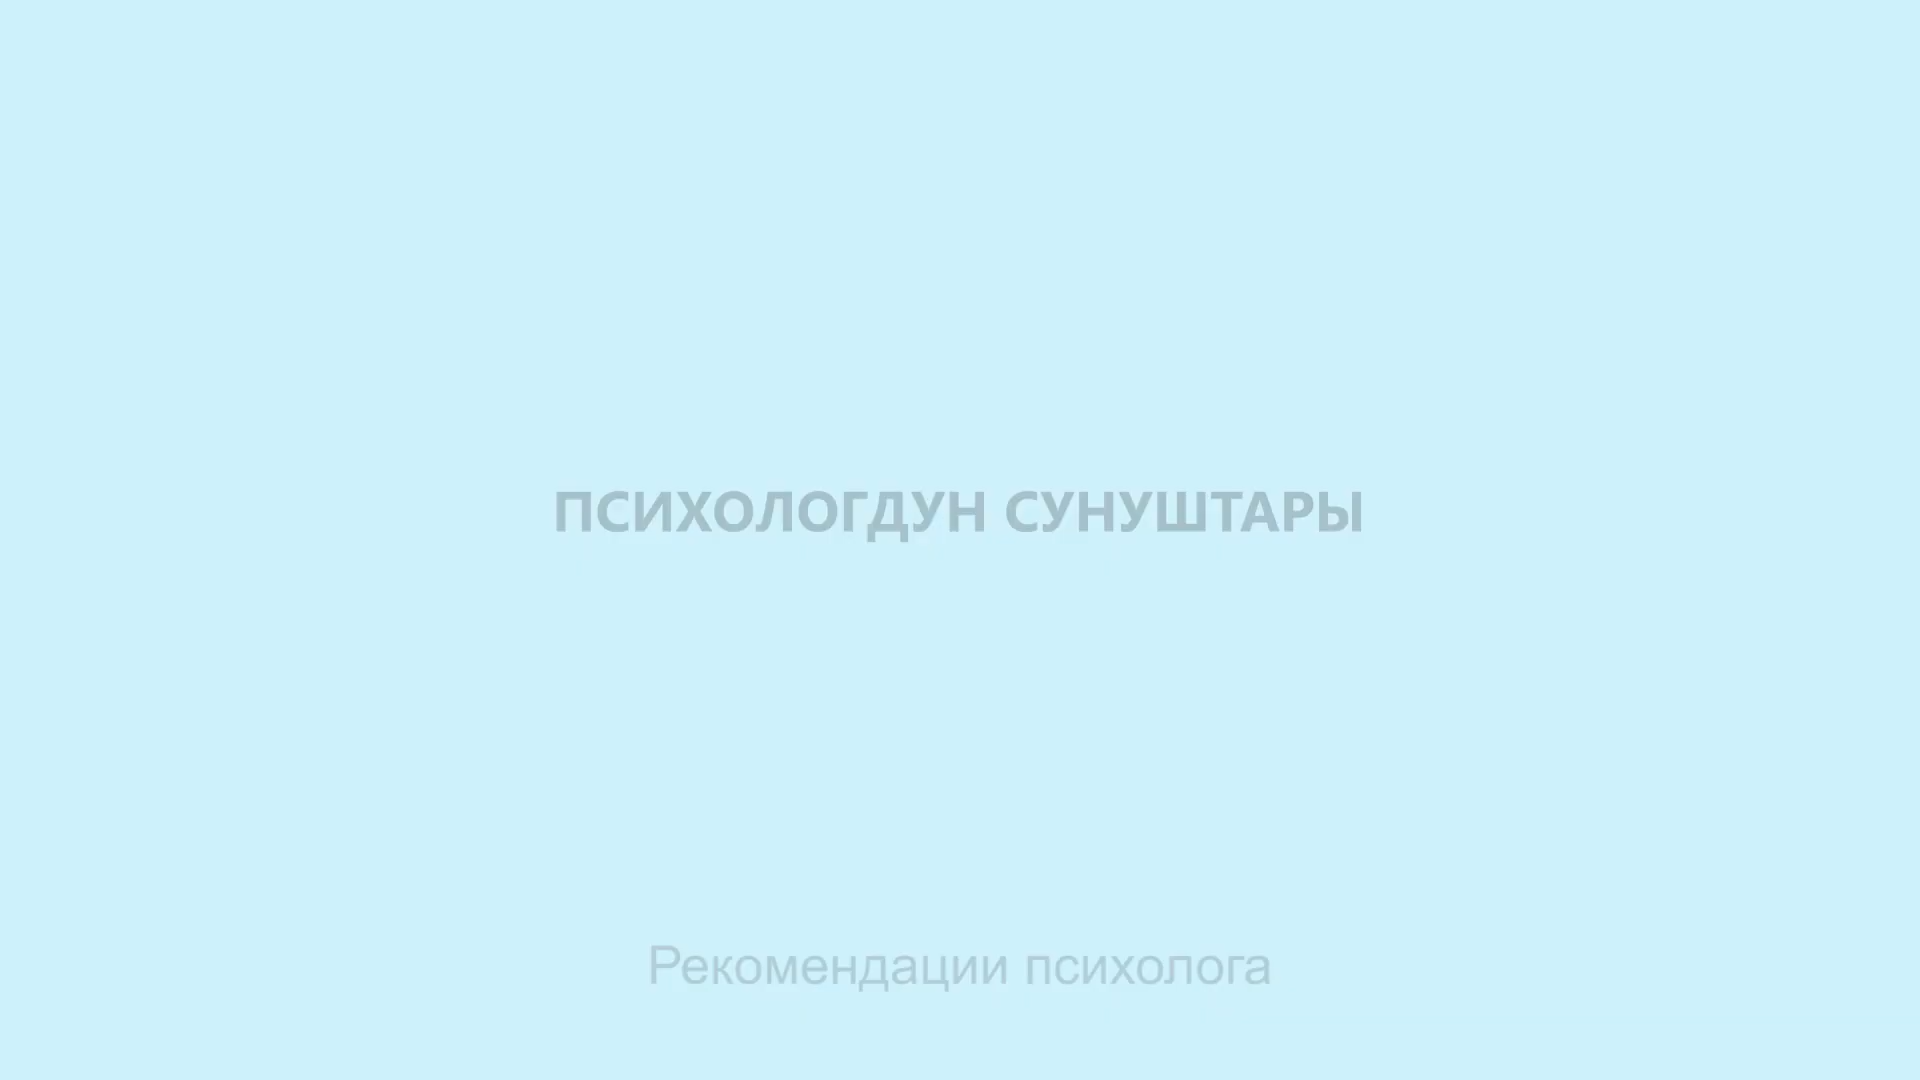 ПСИХОЛОГДУН СУНУШТАРЫ
Рекомендации психолога